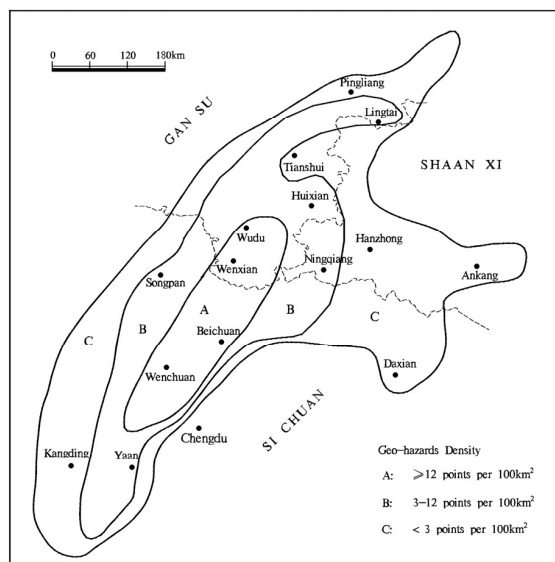 0 60 120 180km
Pingliang
GAN SU
Lingtai
Tianshui
SHAAN XI
Huixian
Wudu
Hanzhong
Wenxian
Ningqiang
Songpan
Ankang
A
B
B
C
Beichuan
C
Wenchuan
Daxian
SI CHUAN
Chengdu
Kangding
Yaan
Geo-hazards Density
A: ⩾12 points per 100km²
B: 3-12 points per 100km²
C: < 3 points per 100km²